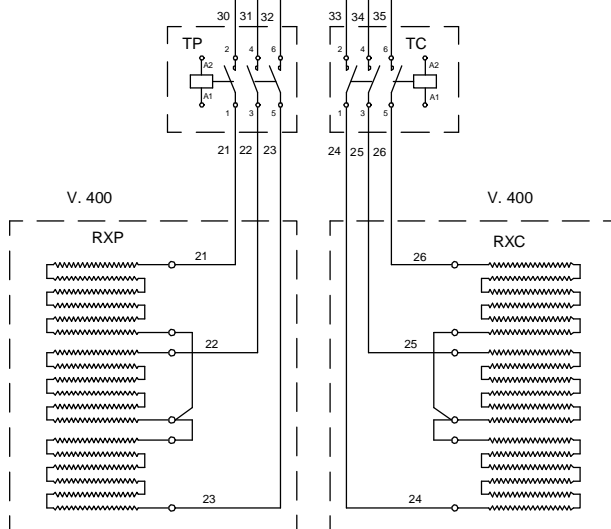 30 31 32 33 34 35
TP TC
2 4 6 2 4 6
A2 A2
A1 A1
1 3 5 1 3 5
21 22 23 24 25 26
V. 400 V. 400
RXP RXC
21 26
22 25
23 24